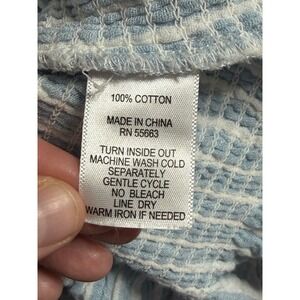 100% COTTON
MADE IN CHINA
RN 55663
TURN INSIDE OUT
MACHINE WASH COLD
SEPARATELY
GENTLE CYCLE
NO BLEACH
LINE DRY
WARM IRON IF NEEDED